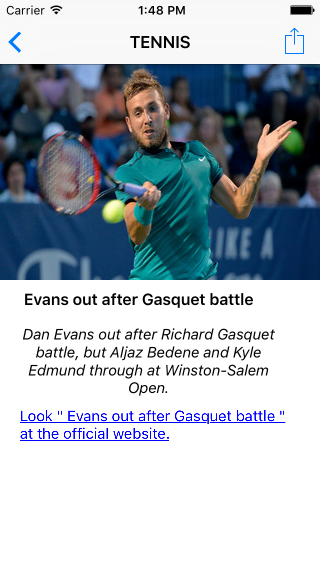 Carrier 1:48 PM
TENNIS
IKE A
Evans out after Gasquet battle
Dan Evans out after Richard Gasquet
battle, but Aljaz Bedene and Kyle
Edmund through at Winston-Salem
Open.
Look " Evans out after Gasquet battle "
at the official website.